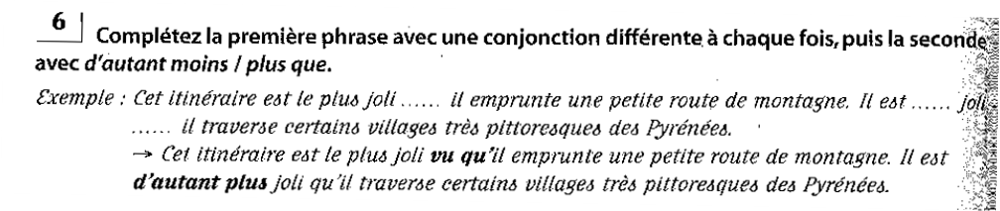 6 Complétez la première phrase avec une conjonction différente à chaque fois, puis la seconde
avec d'autant moins / plus que.
Exemple : Cet itinéraire est le plus joli ...... il emprunte une petite route de montagne. Il est ...... joli
...... il traverse certains villages très pittoresques des Pyrénées.
→ Cet itinéraire est le plus joli vu qu'il emprunte une petite route de montagne. Il est
d'autant plus joli qu'il traverse certains villages très pittoresques des Pyrénées.